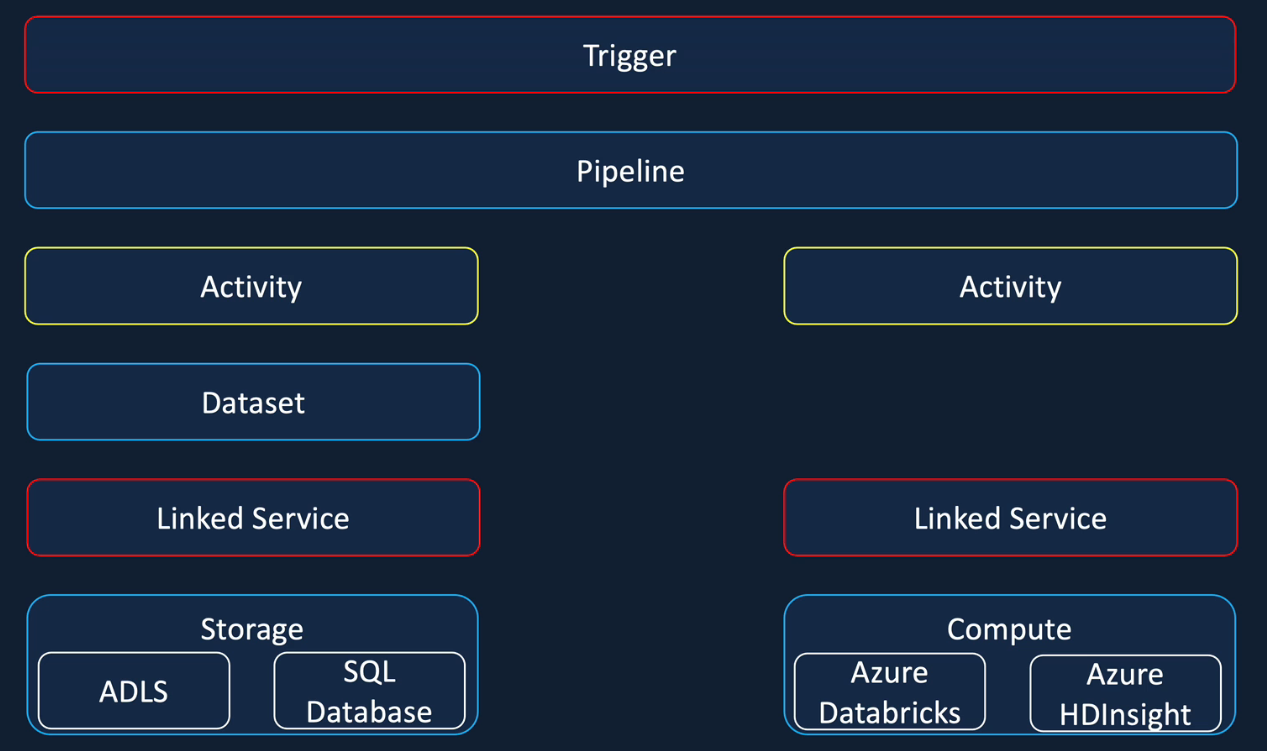 Trigger
Pipeline
Activity
Activity
Dataset
Linked Service
Linked Service
Storage
ADLS
SQL
Database
Compute
Azure
Databricks
Azure
HDInsight